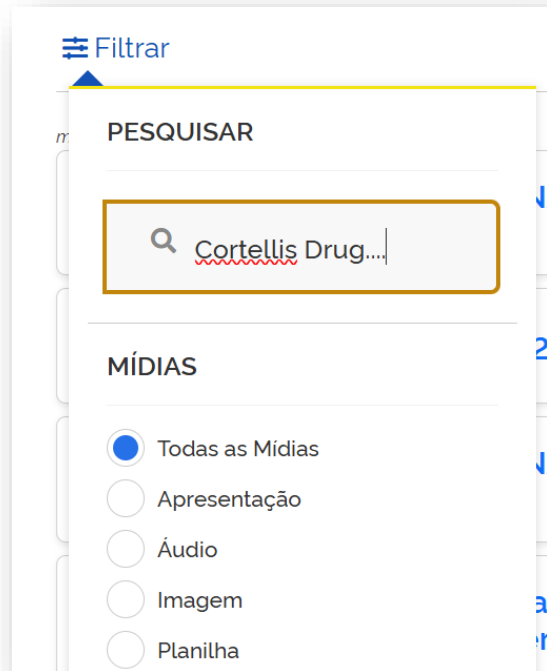 Filtrar
PESQUISAR
Cortellis Drug....
MÍDIAS
Todas as Mídias
Apresentação
Áudio
Imagem
Planilha